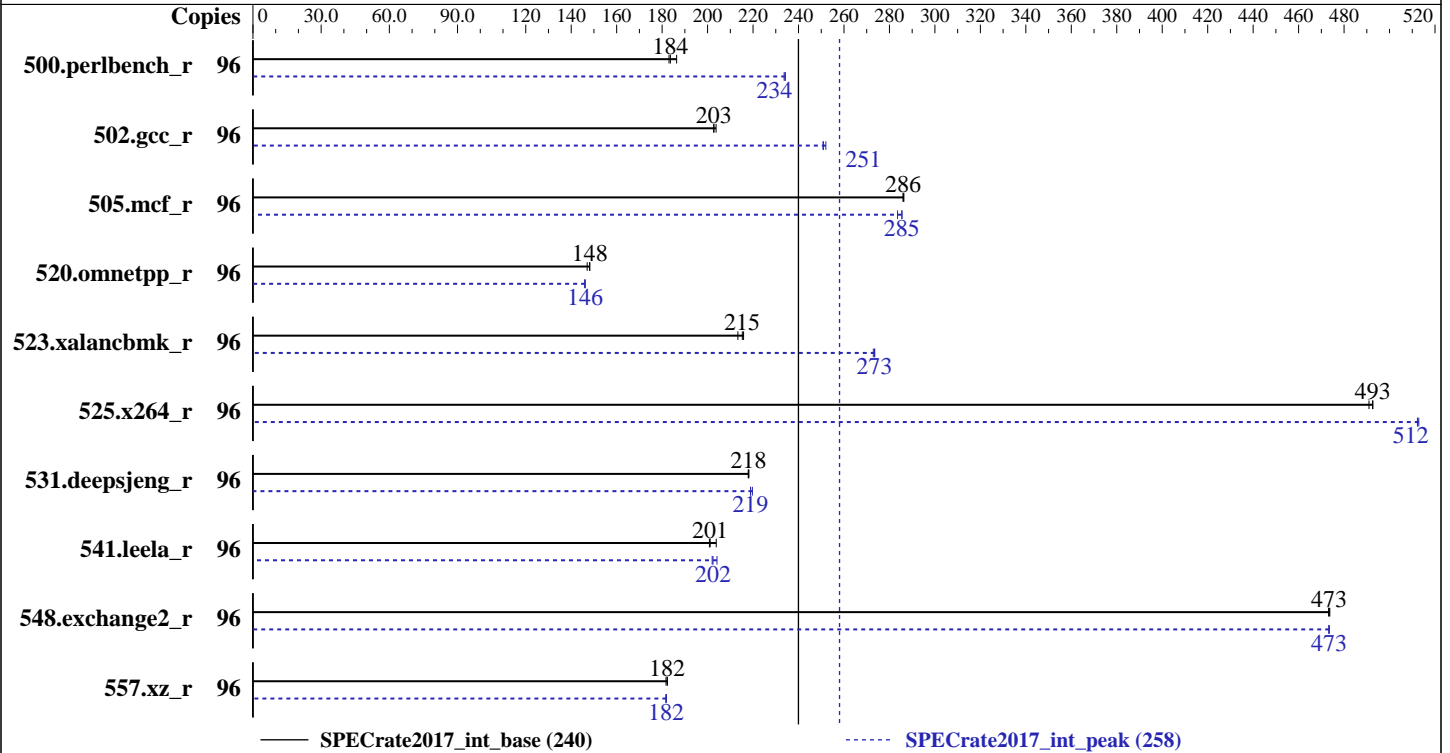 Copies 0 30.0 60.0 90.0 120 140 160 180 200 220 240 260 280 300 320 340 360 380 400 420 440 460 480 520
184
500.perlbench_r 96
234
203
502.gcc_r 96
251
286
505.mcf_r 96
285
148
520.omnetpp_r 96
146
215
523.xalancbmk_r 96
273
493
525.x264_r 96
512
218
531.deepsjeng_r 96
219
201
541.leela_r 96
202
473
548.exchange2_r 96
473
182
557.xz_r 96
182
SPECrate2017_int_base (240) SPECrate2017_int_peak (258)